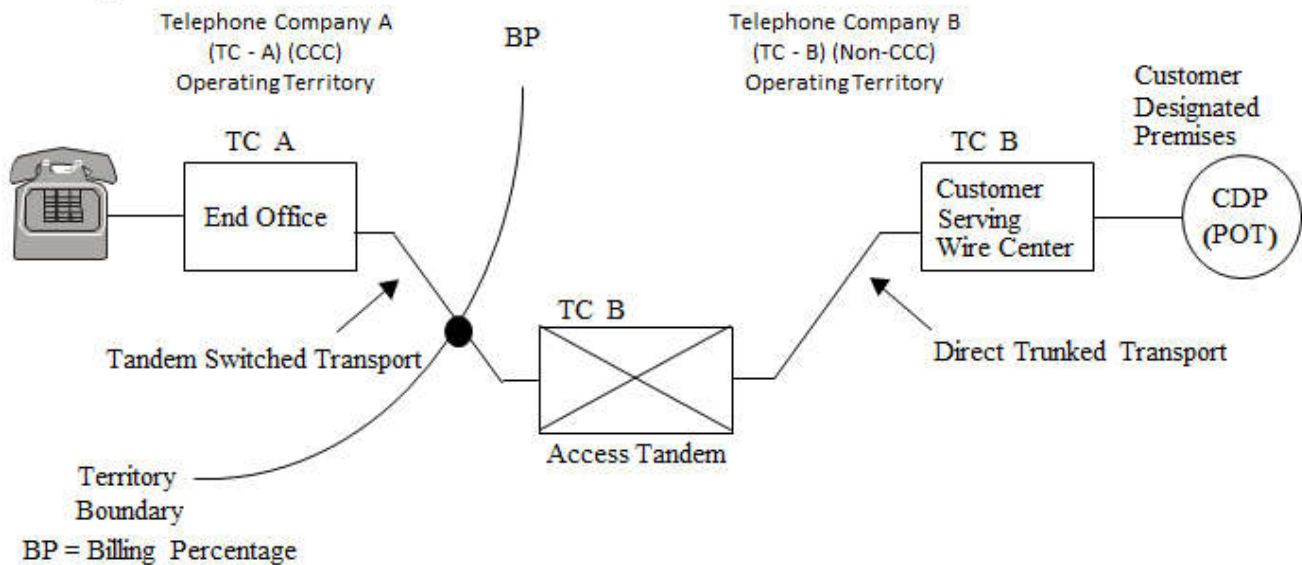 Telephone Company A
(TC - A) (CCC)
Operating Territory
BP
Telephone Company B
(TC - B) (Non-CCC)
Operating Territory
Customer
Designated
Premises
TC A
End Office
TC B
Customer
Serving
Wire Center
CDP
(POT)
TC B
Tandem Switched Transport
Direct Trunked Transport
Access Tandem
Territory
Boundary
BP = Billing Percentage